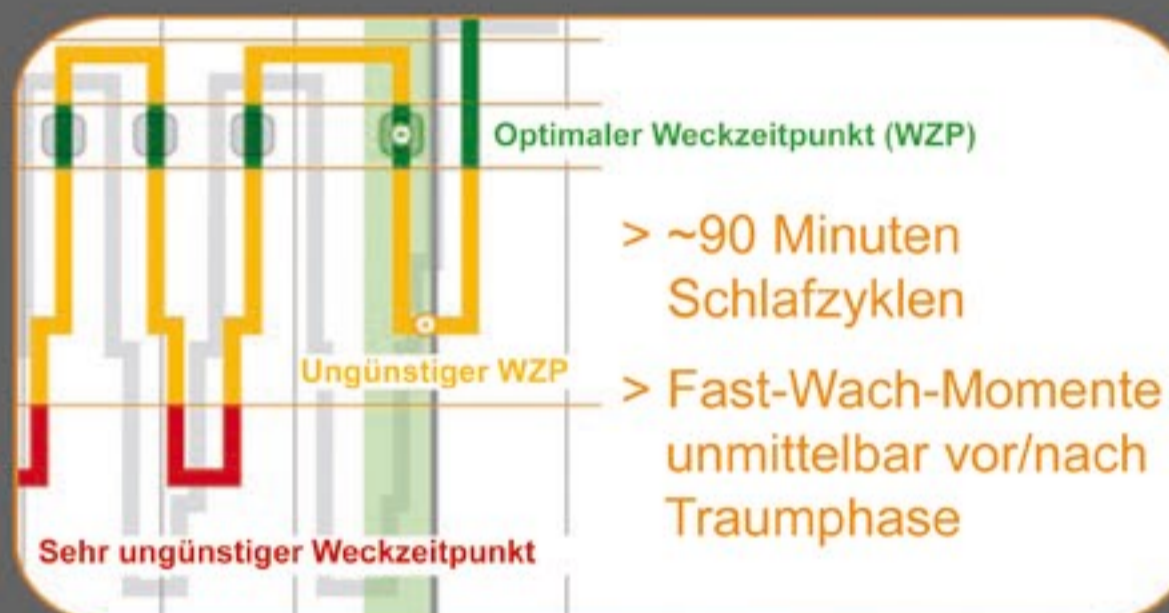 Optimaler Weckzeitpunkt (WZP)
> ~90 Minuten
Schlafzyklen
Ungünstiger WZP
> Fast-Wach-Momente
unmittelbar vor/nach
Traumphase
Sehr ungünstiger Weckzeitpunkt